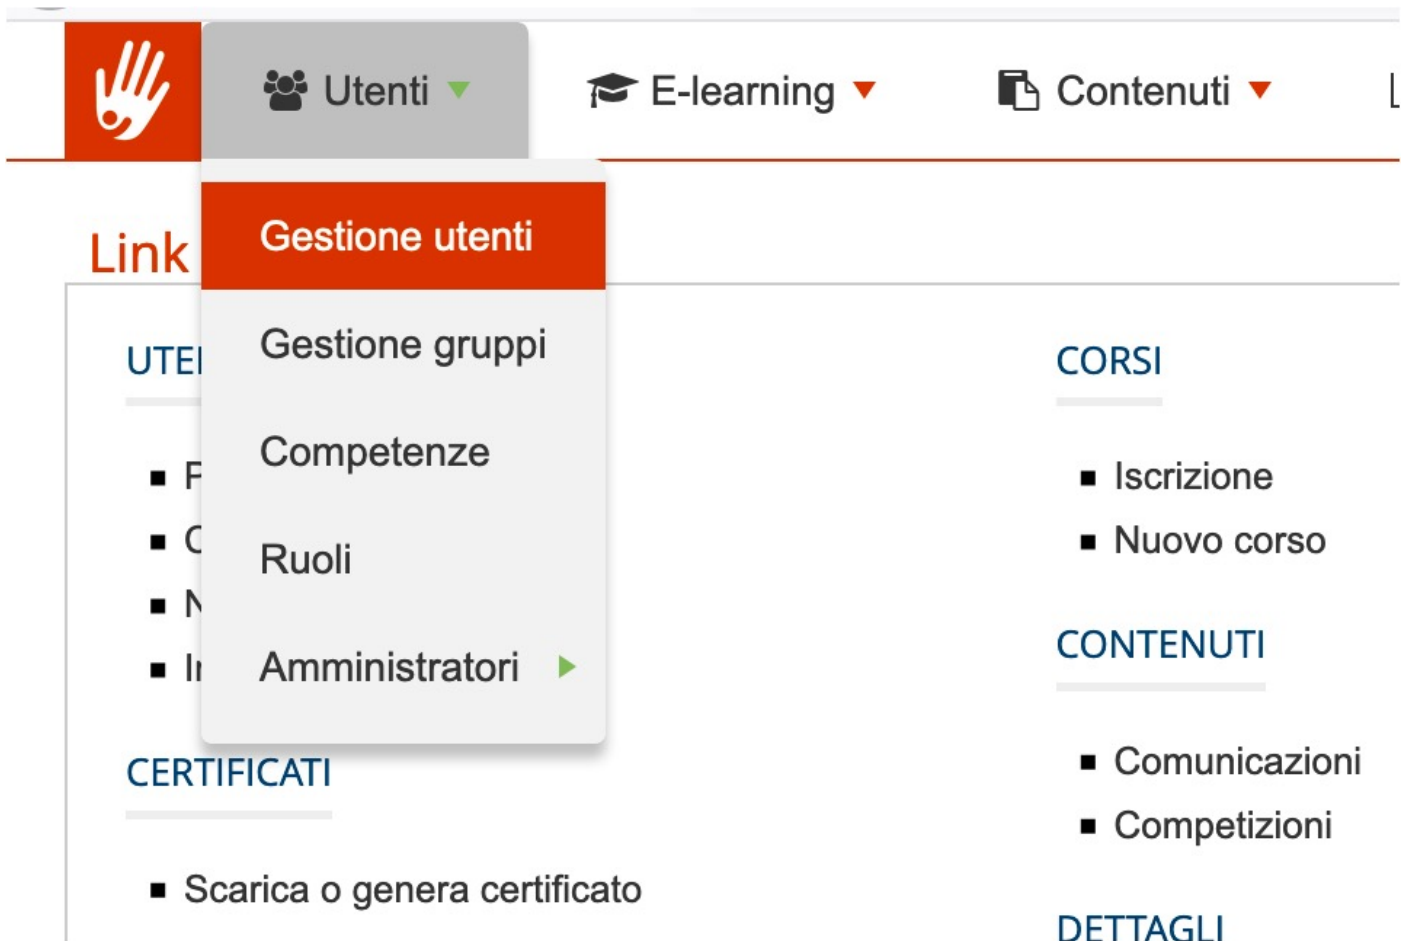 Utenti
E-learning
Contenuti
Link
Gestione utenti
Gestione gruppi
Competenze
Ruoli
Amministratori
CERTIFICATI
Scarica o genera certificato
CORSI
Iscrizione
Nuovo corso
CONTENUTI
Comunicazioni
Competizioni
DETTAGLI